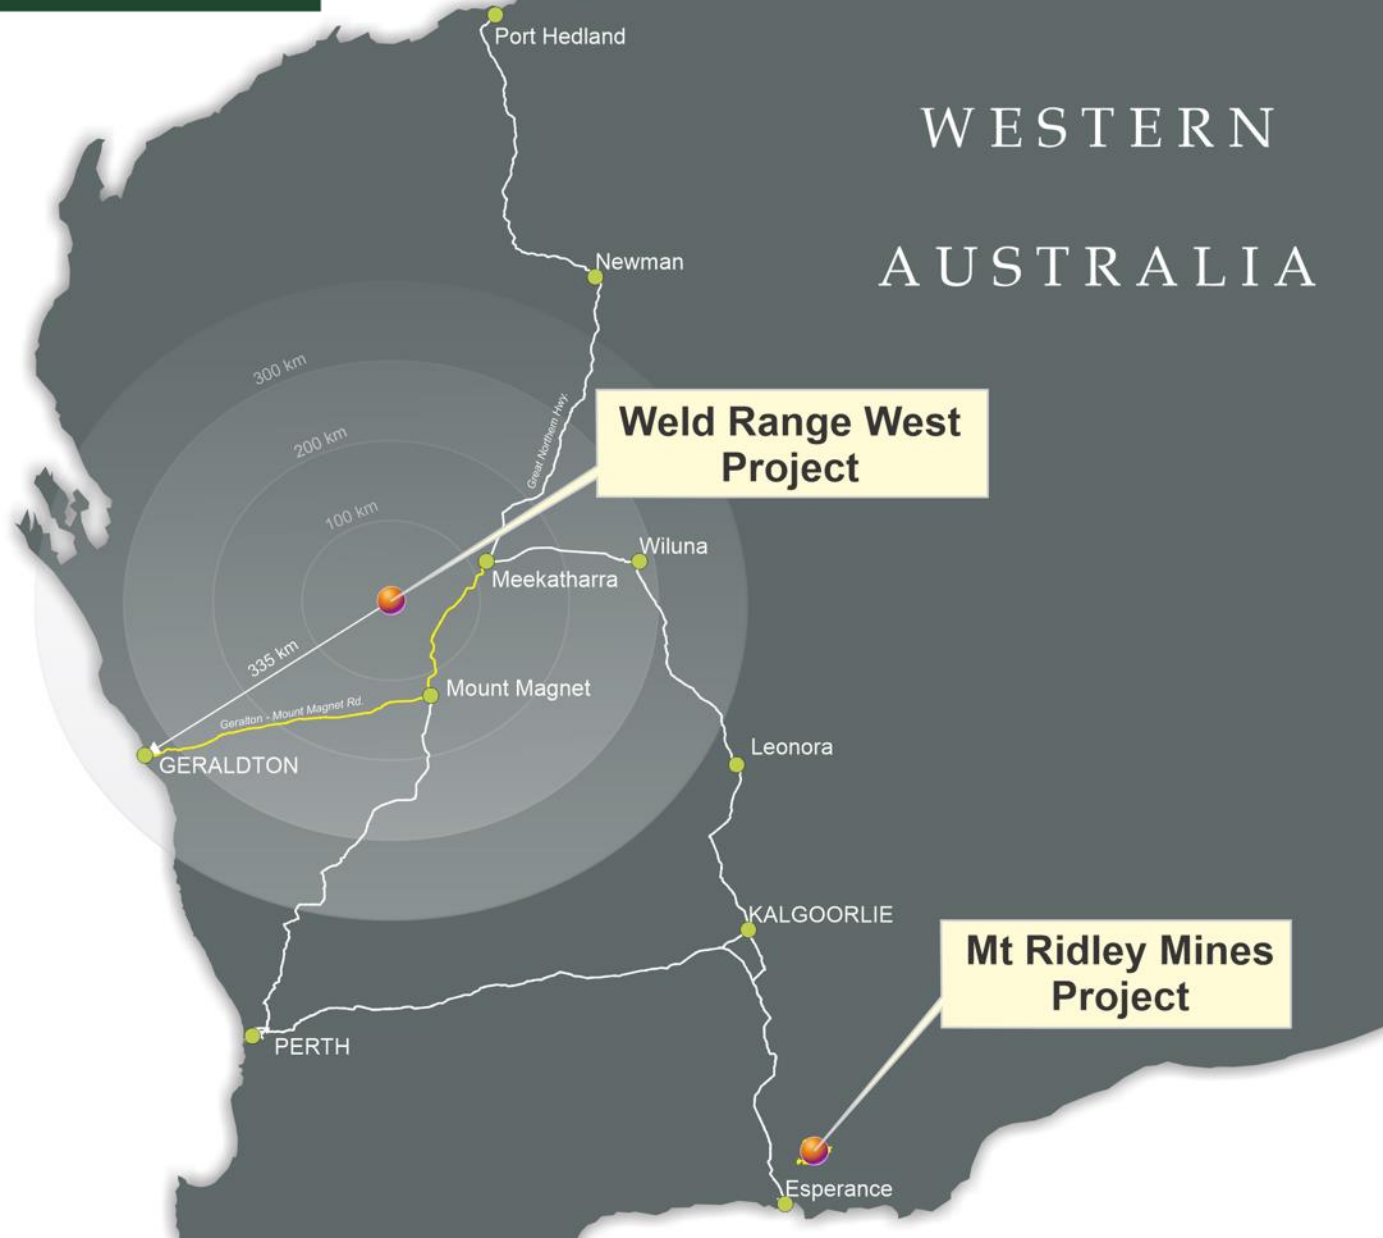 Port Hedland
WESTERN
AUSTRALIA
Newman
300 km
200 km
100 km
Great Northern Hwy.
Weld Range West
Project
Wiluna
Meekatharra
335 km
Mount Magnet
Geralton - Mount Magnet Rd.
GERALDTON
Leonora
KALGOORLIE
Mt Ridley Mines
Project
PERTH
Esperance